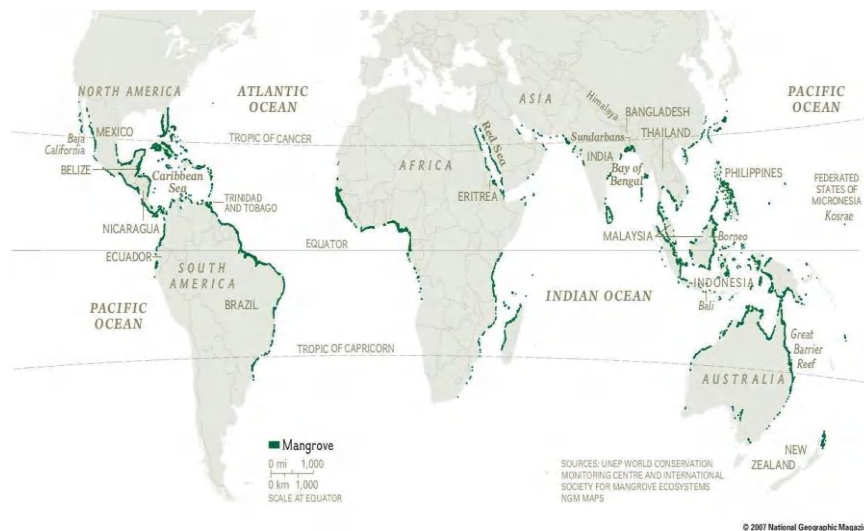 NORTH AMERICA
ATLANTIC
OCEAN
ASIA
Himalaya
PACIFIC
OCEAN
BANGLADESH
MEXICO
Baja
California
TROPIC OF CANCER
Red Sea
Sundarbans
THAILAND
INDIA
BELIZE
Caribbean
Sea
AFRICA
Bay of
Bengal
PHILIPPINES
FEDERATED
STATES OF
MICRONESIA
Kosrae
TRINIDAD
AND TOBAGO
ERITREA
NICARAGUA
MALAYSIA
Borneo
EQUATOR
ECUADOR
SOUTH
AMERICA
INDONESIA
Bali
INDIAN OCEAN
BRAZIL
PACIFIC
OCEAN
Great
Barrier
Reef
TROPIC OF CAPRICORN
AUSTRALIA
Mangrove
0 mi 1,000
0 km 1,000
SCALE AT EQUATOR
NEW
ZEALAND
SOURCES: UNEP WORLD CONSERVATION
MONITORING CENTRE AND INTERNATIONAL
SOCIETY FOR MANGROVE ECOSYSTEMS
NGM MAPS
© 2007 National Geographic Magazi